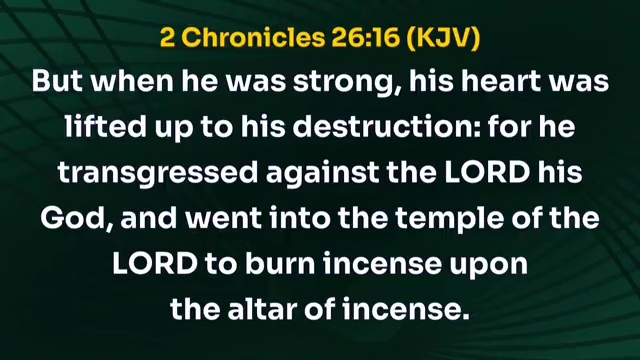 2 Chronicles 26:16 (KJV)
But when he was strong, his heart was
lifted up to his destruction: for he
transgressed against the LORD his
God, and went into the temple of the
LORD to burn incense upon
the altar of incense.